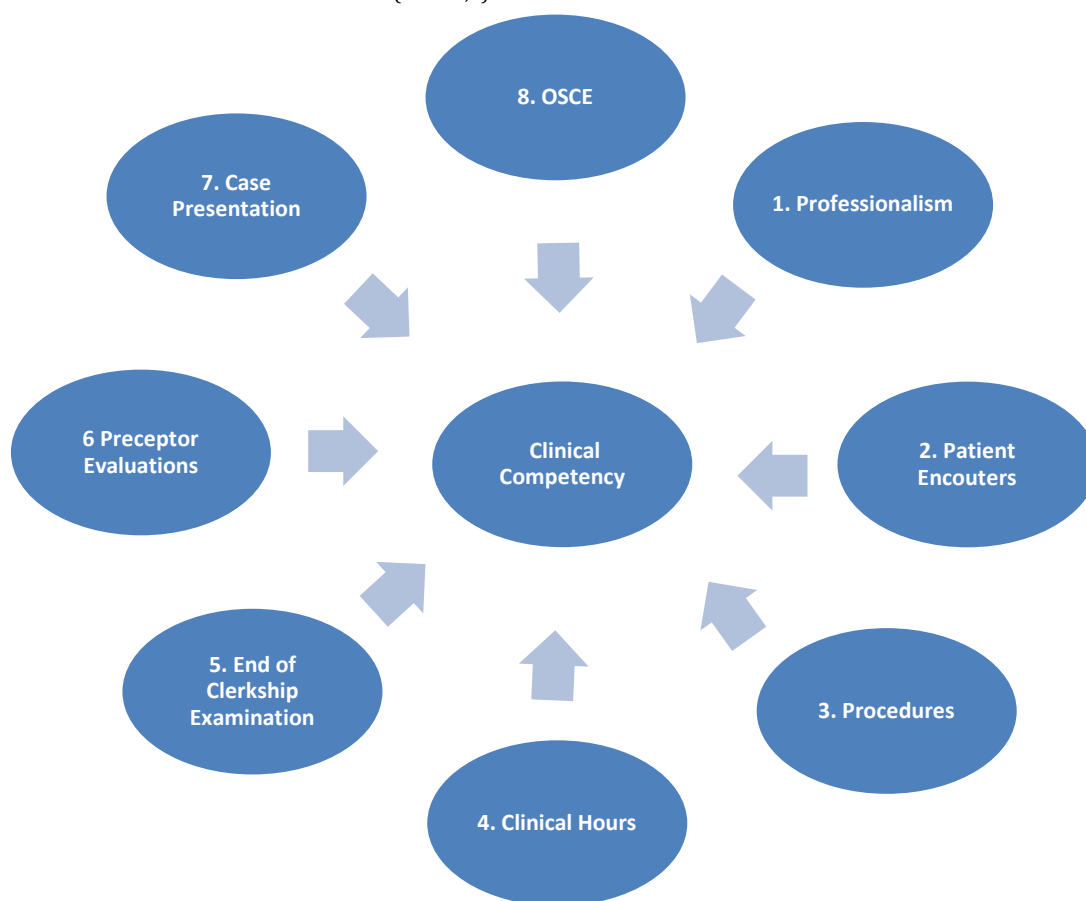 8. OSCE
7. Case
Presentation
1. Professionalism
6 Preceptor
Evaluations
Clinical
Competency
2. Patient
Encouters
5. End of
Clerkship
Examination
3. Procedures
4. Clinical Hours